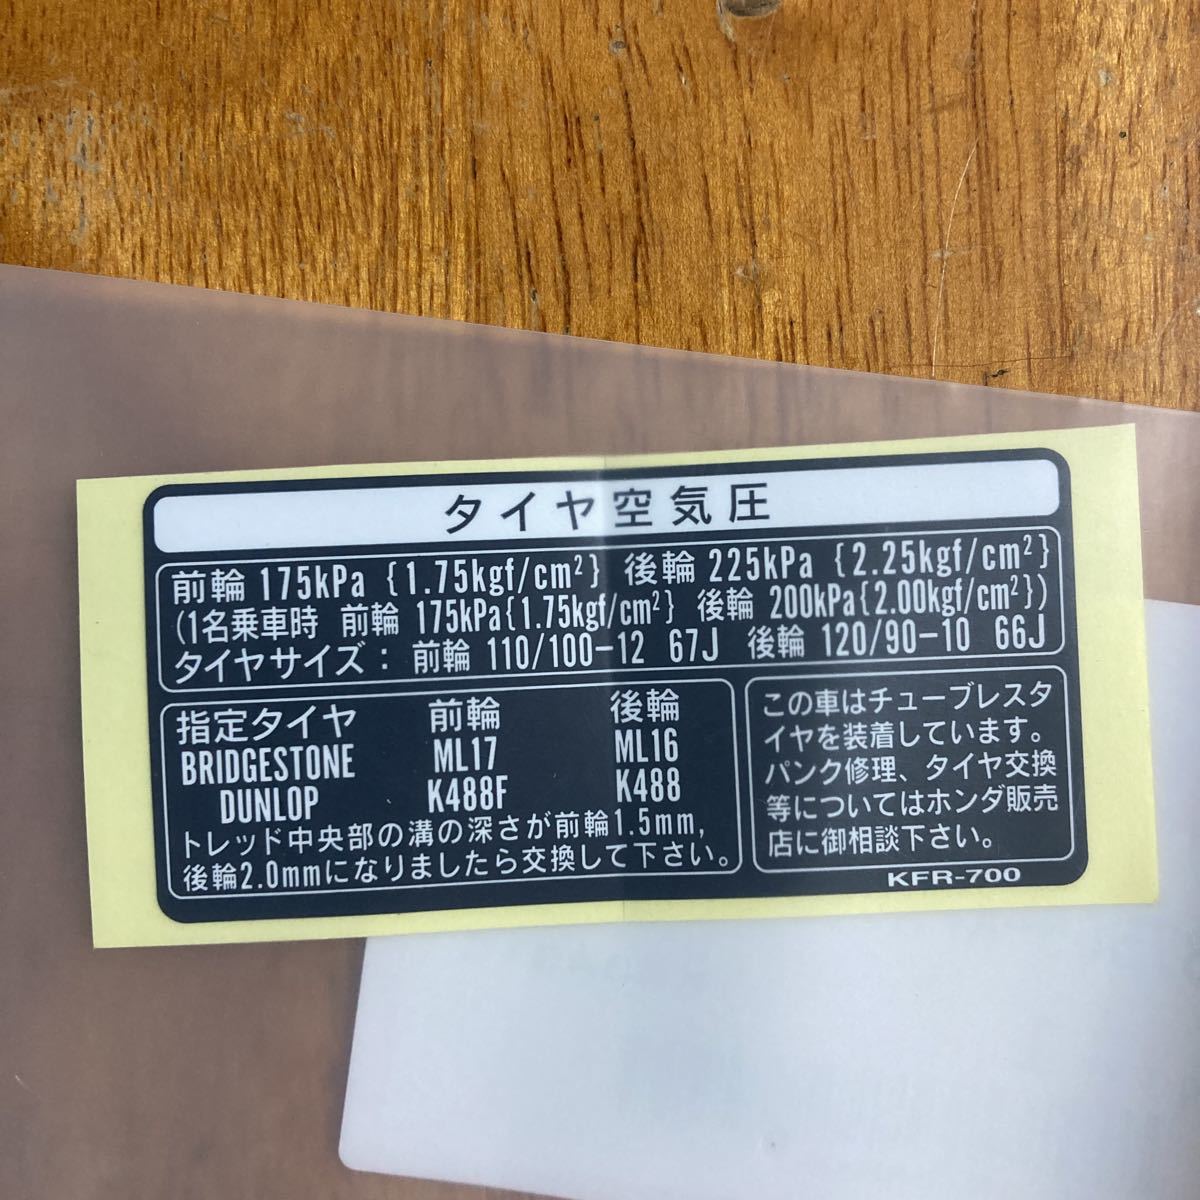 タイヤ空気圧
前輪 175kPa {1.75kgf/cm²} 後輪 225kPa {2.25kgf/cm²}
(1名乗車時 前輪 175kPa{1.75kgf/cm²} 後輪 200kPa{2.00kgf/cm²})
タイヤサイズ: 前輪 110/100-12 67J 後輪 120/90-10 66J
指定タイヤ 前輪 後輪
BRIDGESTONE ML17 ML16
DUNLOP K488F K488
トレッド中央部の溝の深さが前輪1.5mm,
後輪2.0mmになりましたら交換して下さい。
この車はチューブレスタ
イヤを装着しています。
パンク修理、タイヤ交換
等についてはホンダ販売
店に御相談下さい。
KFR-700